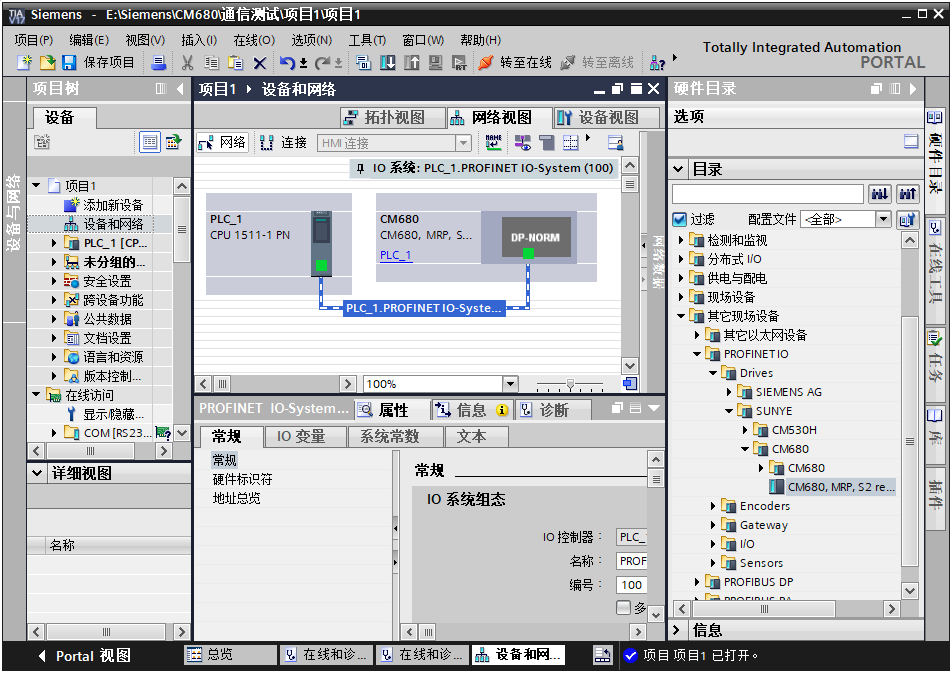 Siemens - E:\Siemens\CM680\通信测试\项目1\项目1
项目(P) 编辑(E) 视图(V) 插入(I) 在线(O) 选项(N) 工具(T) 窗口(W) 帮助(H)
Totally Integrated Automation
PORTAL
保存项目 转至在线 转至离线
项目树
设备
设备与网络
项目1
添加新设备
设备和网络
PLC_1 [CP...
未分组的...
安全设置
跨设备功能
公共数据
文档设置
语言和资源
版本控制...
在线访问
显示/隐藏...
COM [RS23...
详细视图
名称
项目1 设备和网络
拓扑视图 网络视图 设备视图
网络 连接 HMI 连接
IO 系统: PLC_1.PROFINET IO-System (100)
PLC_1
CPU 1511-1 PN
CM680
CM680, MRP, S...
PLC_1
DP-NORM
PLC_1.PROFINET IO-Syste...
网络数据
100%
PROFINET IO-System... 属性 信息 诊断
常规 IO 变量 系统常数 文本
常规
硬件标识符
地址总览
常规
IO 系统组态
IO 控制器： PLC_
名称： PROF
编号： 100
多
硬件目录
选项
目录
过滤 配置文件 <全部>
检测和监视
分布式 I/O
供电与配电
现场设备
其它现场设备
其它以太网设备
PROFINET IO
Drives
SIEMENS AG
SUNYE
CM530H
CM680
CM680
CM680, MRP, S2 re...
Encoders
Gateway
I/O
Sensors
PROFIBUS DP
PROFIBUS PA
信息
硬件目录
在线工具
任务
库
插件
Portal 视图 总览 在线和诊... 在线和诊... 设备和网... 项目 项目1 已打开。